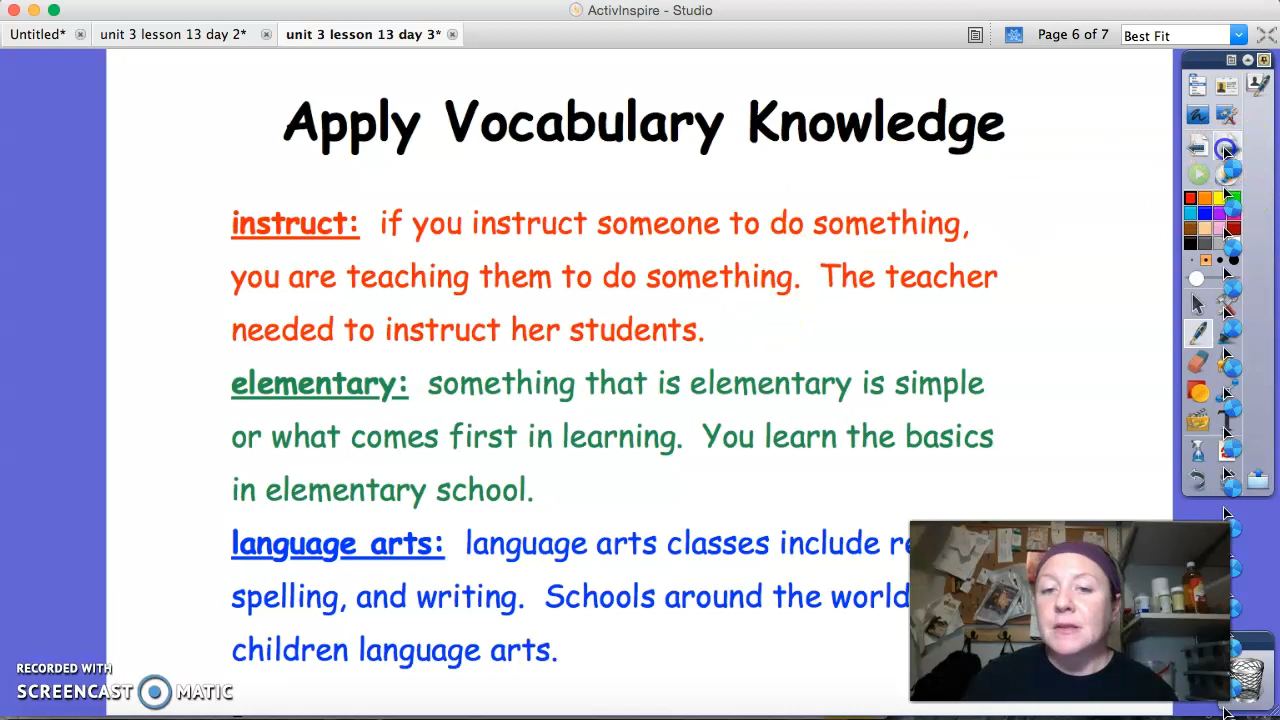 ActivInspire - Studio
Untitled* unit 3 lesson 13 day 2* unit 3 lesson 13 day 3* Page 6 of 7 Best Fit
Apply Vocabulary Knowledge
instruct: if you instruct someone to do something,
you are teaching them to do something. The teacher
needed to instruct her students.
elementary: something that is elementary is simple
or what comes first in learning. You learn the basics
in elementary school.
language arts: language arts classes include
spelling, and writing. Schools around the world
children language arts.
RECORDED WITH
SCREENCAST MATIC